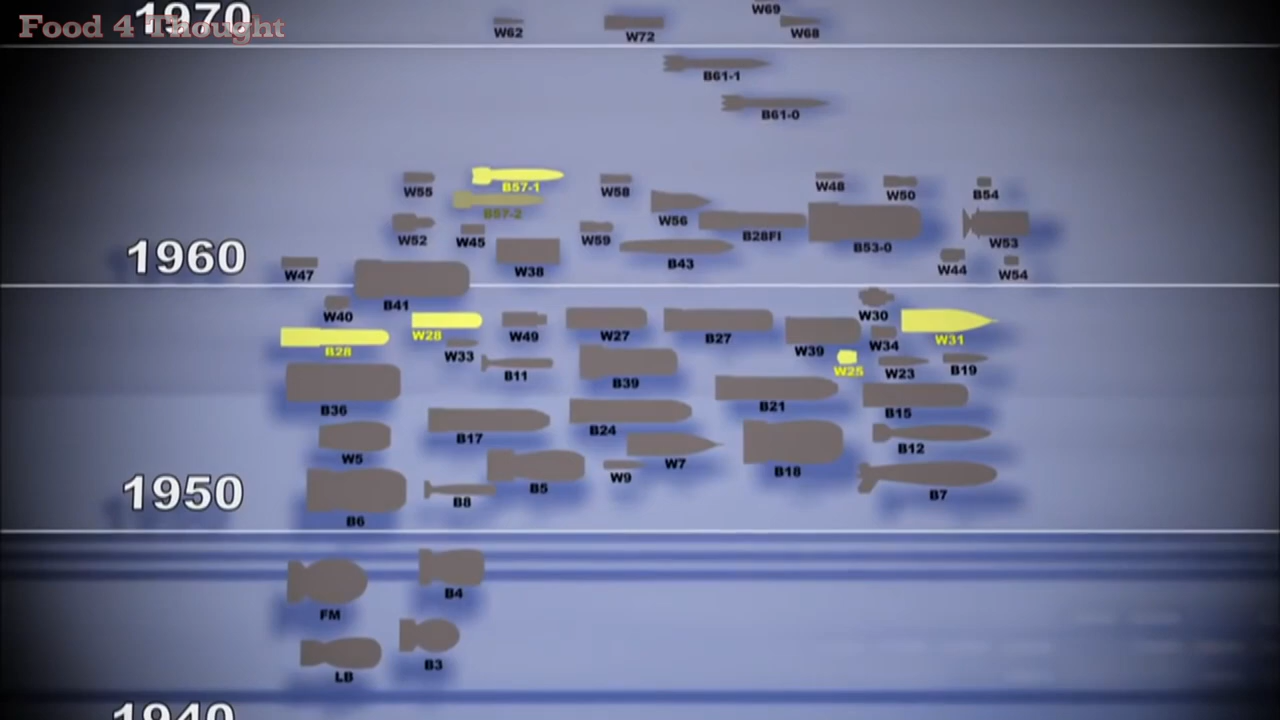 1970
Food 4 Thought
W69
W62
W72
W68
B61-1
B61-0
W55
B57-1
W58
W48
W50
B54
B57-2
W56
W52
W45
W59
B28FI
B53-0
W53
1960
W47
W38
B43
W44
W54
B41
W40
W28
W49
W27
B27
W30
W31
B28
W33
B11
W39
W34
W25
W23
B19
B36
B39
B21
B15
W5
B17
B24
W7
B18
B12
1950
B6
B8
B5
W9
B7
FM
B4
LB
B3
1940